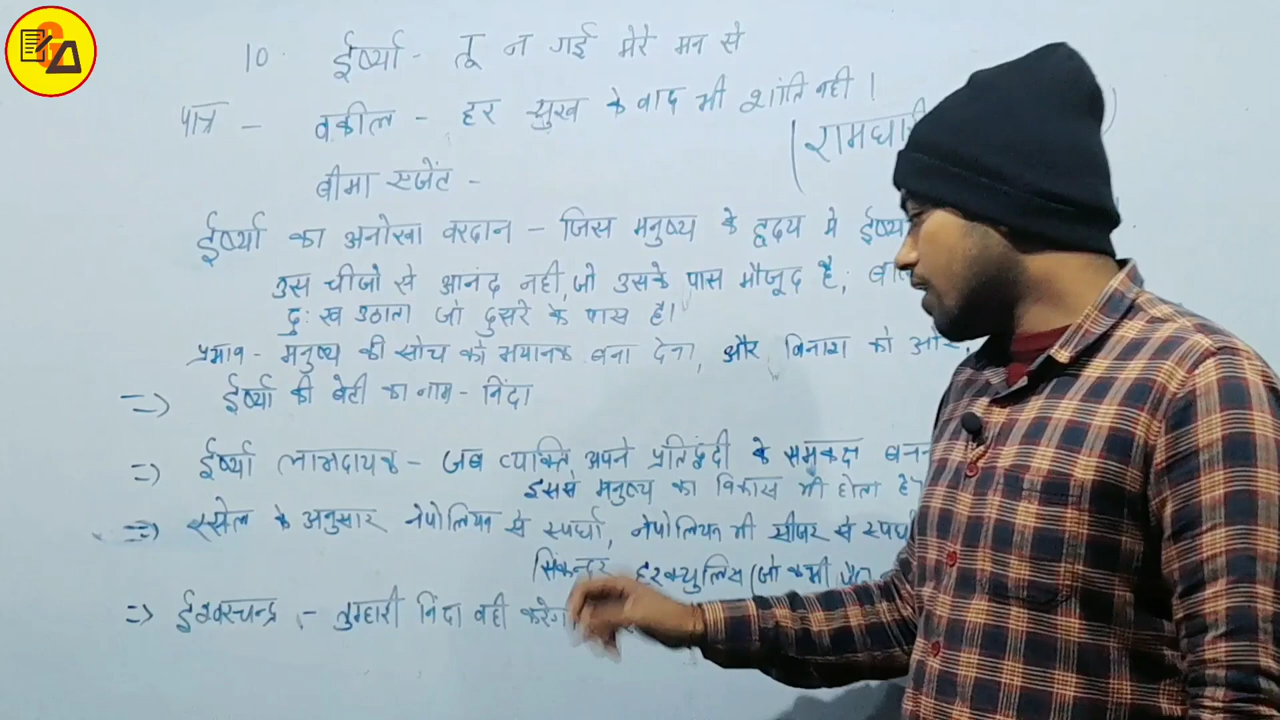 10. ईर्ष्या - तू न गई मेरे मन से
पात्र - वकील - हर सुख के बाद भी शांति नही।
(रामधारी
बीमा एजेंट -
ईर्ष्या का अनोखा वरदान - जिस मनुष्य के हृदय मे ईर्ष्या
उस चीजो से आनंद नही, जो उसके पास मौजूद है;
दुः ख उठाता जो दुसरे के पास है।
प्रभाव - मनुष्य की सोच को भयानक बना देना, और विनाश को ओर
=> ईर्ष्या की बेटी का नाम - निंदा
=> ईर्ष्या लाभदायक - जब व्यक्ति अपने प्रतिद्वंदी के समकक्ष बन
इससे मनुष्य का विकास भी होता है
=> रसेल के अनुसार नेपोलियन से स्पर्धा, नेपोलियन भी सीजर से स्पर्धा
सिकन्दर हरक्युलिस (जो कभी
=> ईश्वरचन्द्र :- तुम्हारी निंदा वही करेगा